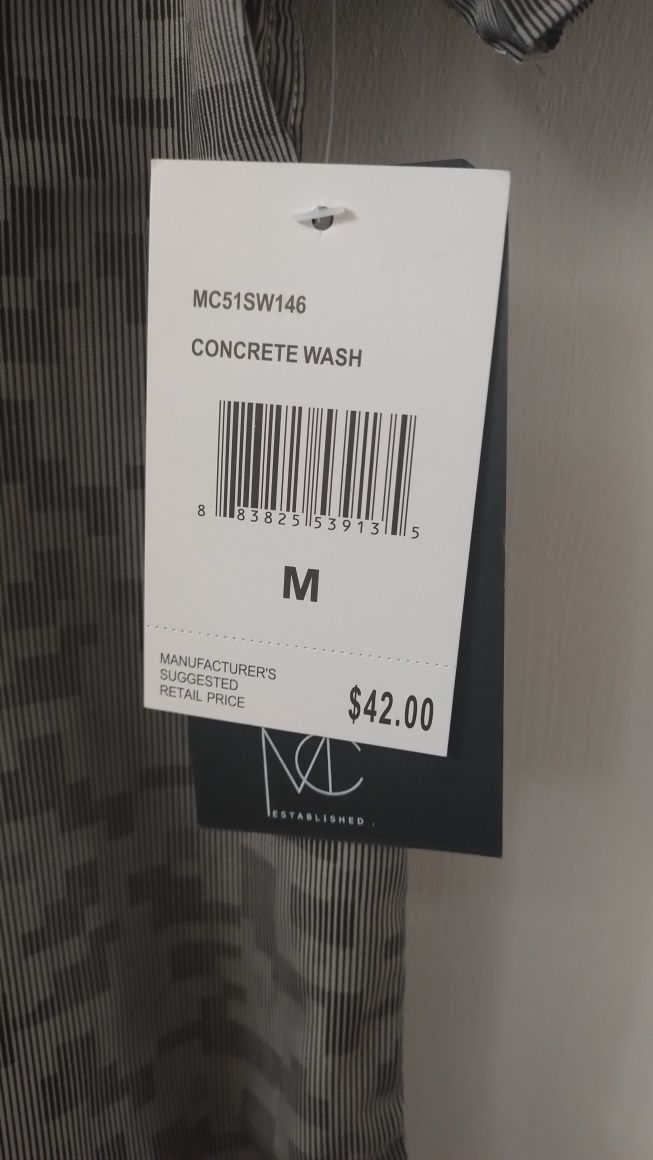 MC51SW146
CONCRETE WASH
8 83825 53913 5
M
MANUFACTURER'S
SUGGESTED
RETAIL PRICE
$42.00
MC
ESTABLISHED .